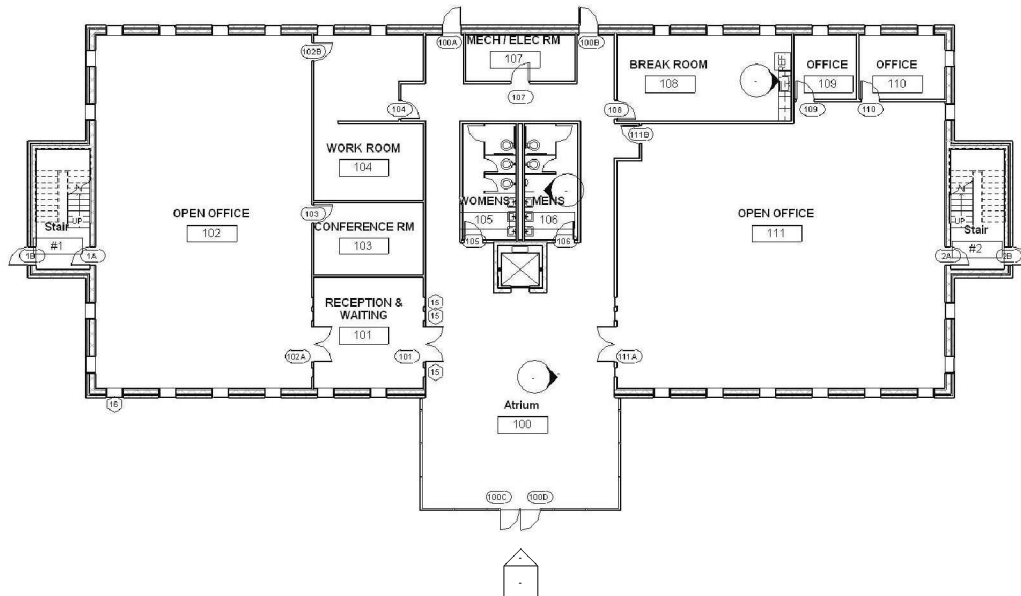 100A
100B
102B
MECH / ELEC RM
107
107
BREAK ROOM
108
REF
OFFICE
109
OFFICE
110
104
108
109
110
111B
WORK ROOM
104
WOMENS
105
MENS
106
105
106
OPEN OFFICE
102
103
CONFERENCE RM
103
OPEN OFFICE
111
UP
Stair
#1
1B
1A
UP
Stair
#2
2A
2B
RECEPTION &
WAITING
101
15
15
15
102A
101
111A
16
Atrium
100
100C
100D